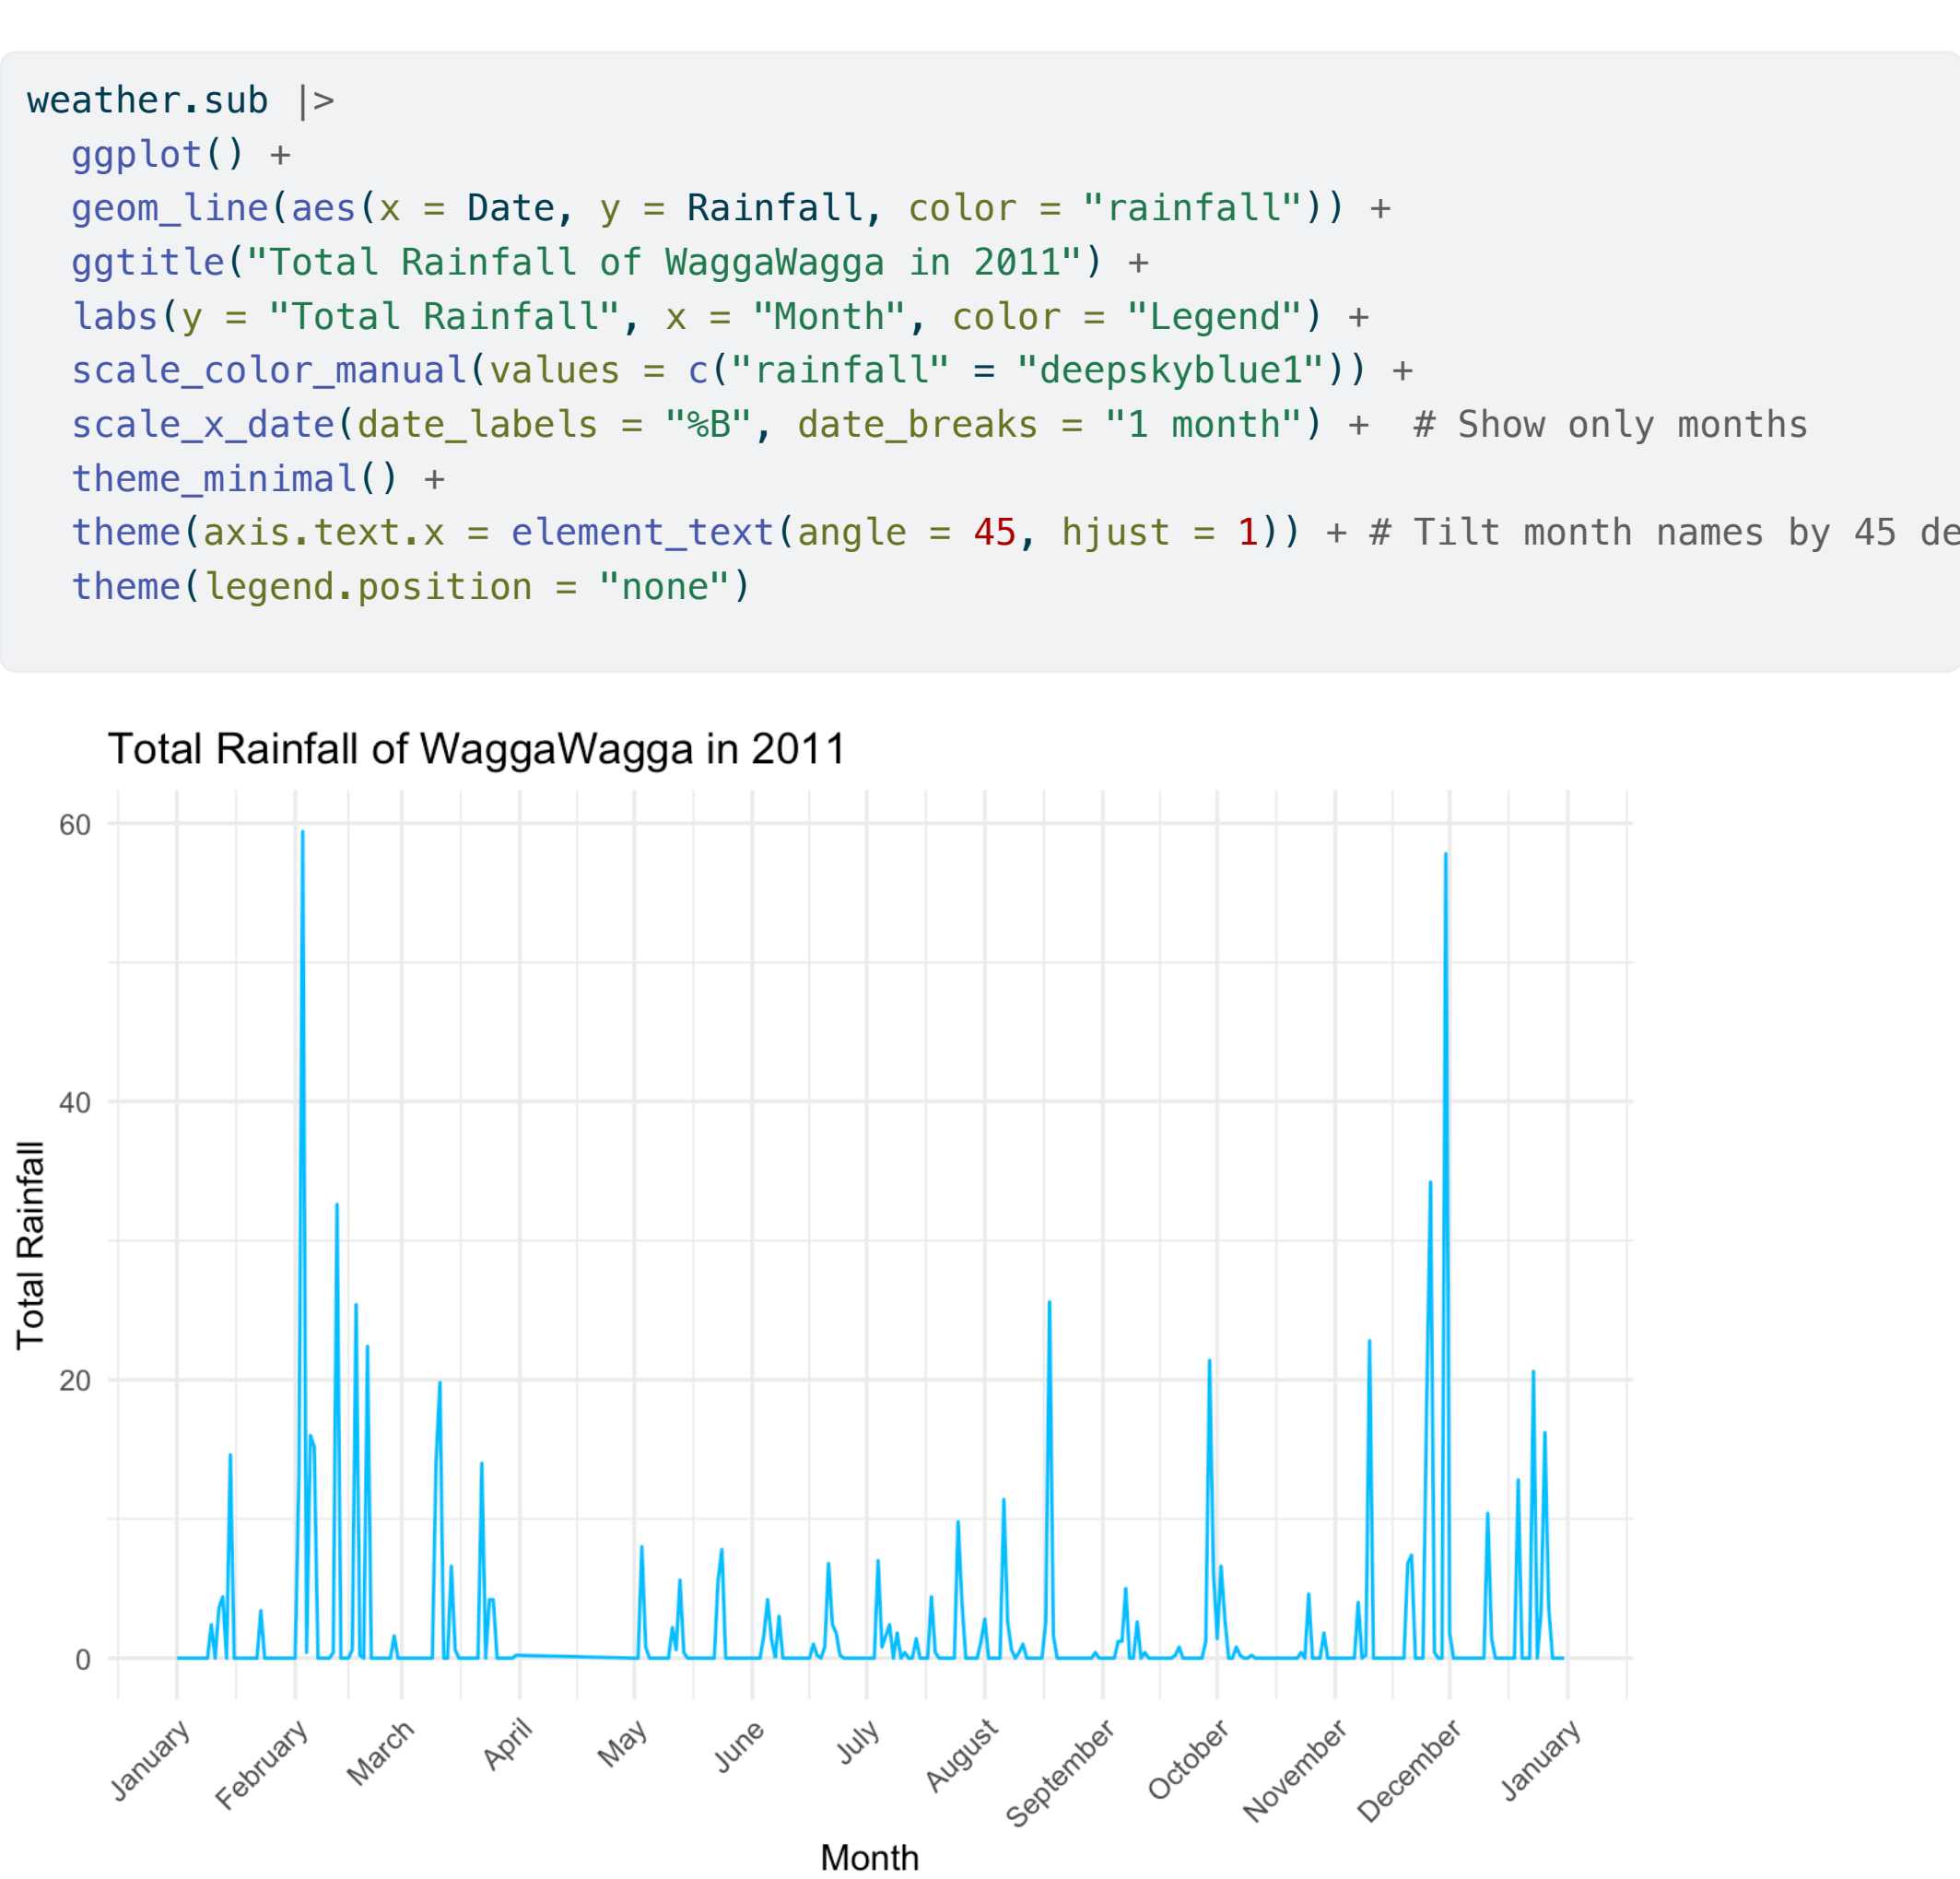 weather.sub |>
  ggplot() +
  geom_line(aes(x = Date, y = Rainfall, color = "rainfall")) +
  ggtitle("Total Rainfall of WaggaWagga in 2011") +
  labs(y = "Total Rainfall", x = "Month", color = "Legend") +
  scale_color_manual(values = c("rainfall" = "deepskyblue1")) +
  scale_x_date(date_labels = "%B", date_breaks = "1 month") +  # Show only months
  theme_minimal() +
  theme(axis.text.x = element_text(angle = 45, hjust = 1)) + # Tilt month names by 45 de
  theme(legend.position = "none")
Total Rainfall of WaggaWagga in 2011
60
40
20
0
Total Rainfall
January
February
March
April
May
June
July
August
September
October
November
December
January
Month